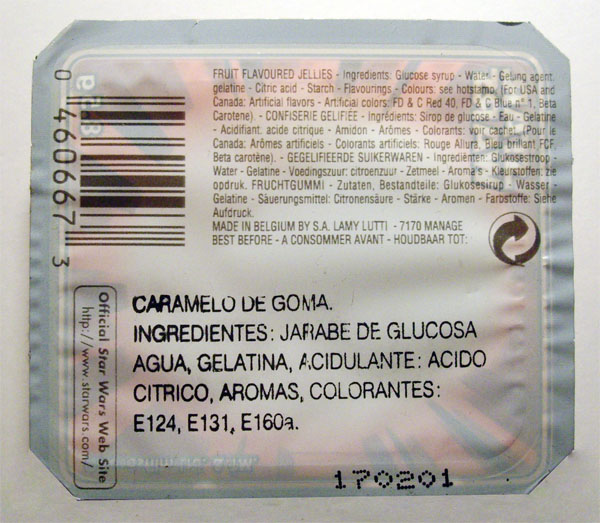 FRUIT FLAVOURED JELLIES - Ingredients: Glucose syrup - Water - Gelling agent:
gelatine - Citric acid - Starch - Flavourings - Colours: see hotstamp. (For USA and
Canada: Artificial flavors - Artificial colors: FD & C Red 40, FD & C Blue n° 1, Beta
Carotene). - CONFISERIE GELIFIÉE - Ingrédients: Sirop de glucose - Eau - Gelatine
- Acidifiant: acide citrique - Amidon - Arômes - Colorants: voir cachet. (Pour le
Canada: Arômes artificiels - Colorants artificiels: Rouge Allura, Bleu brillant FCF,
Beta carotène). - GEGELIFIEERDE SUIKERWAREN - Ingrediënten: Glukosestroop -
Water - Gelatine - Voedingszuur: citroenzuur - Zetmeel - Aroma's - Kleurstoffen: zie
opdruk. FRUCHTGUMMI - Zutaten, Bestandteile: Glukosesirup - Wasser -
Gelatine - Säuerungsmittel: Citronensäure - Stärke - Aromen - Farbstoffe: Siehe
Aufdruck.
MADE IN BELGIUM BY S.A. LAMY LUTTI - 7170 MANAGE
BEST BEFORE - A CONSOMMER AVANT - HOUDBAAR TOT:
0 460667 3
CARAMELO DE GOMA.
INGREDIENTES: JARABE DE GLUCOSA
AGUA, GELATINA, ACIDULANTE: ACIDO
CITRICO, AROMAS, COLORANTES:
E124, E131, E160a.
Official Star Wars Web Site
http://www.starwars.com/
170201